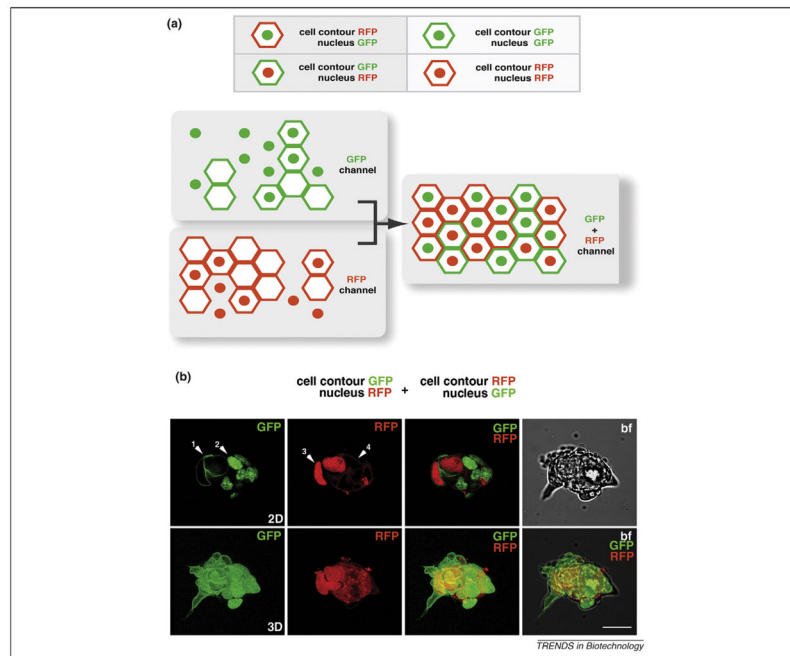 (a)
cell contour RFP
nucleus GFP
cell contour GFP
nucleus GFP
cell contour GFP
nucleus RFP
cell contour RFP
nucleus RFP
GFP
channel
RFP
channel
GFP
+
RFP
channel
(b)
cell contour GFP
nucleus RFP
+
cell contour RFP
nucleus GFP
GFP
1
2
2D
RFP
3
4
GFP
RFP
bf
GFP
3D
RFP
GFP
RFP
bf
GFP
RFP
TRENDS in Biotechnology